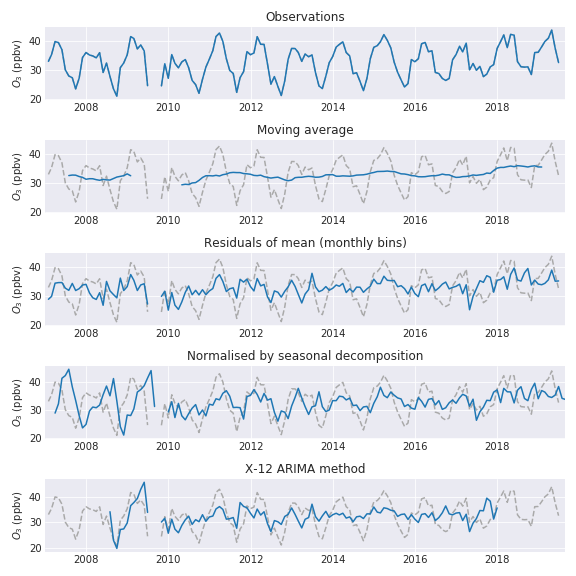 Observations
O₃ (ppbv)
40
30
20
2008 2010 2012 2014 2016 2018
Moving average
O₃ (ppbv)
40
30
20
2008 2010 2012 2014 2016 2018
Residuals of mean (monthly bins)
O₃ (ppbv)
40
30
20
2008 2010 2012 2014 2016 2018
Normalised by seasonal decomposition
O₃ (ppbv)
40
30
20
2008 2010 2012 2014 2016 2018
X-12 ARIMA method
O₃ (ppbv)
40
30
20
2008 2010 2012 2014 2016 2018